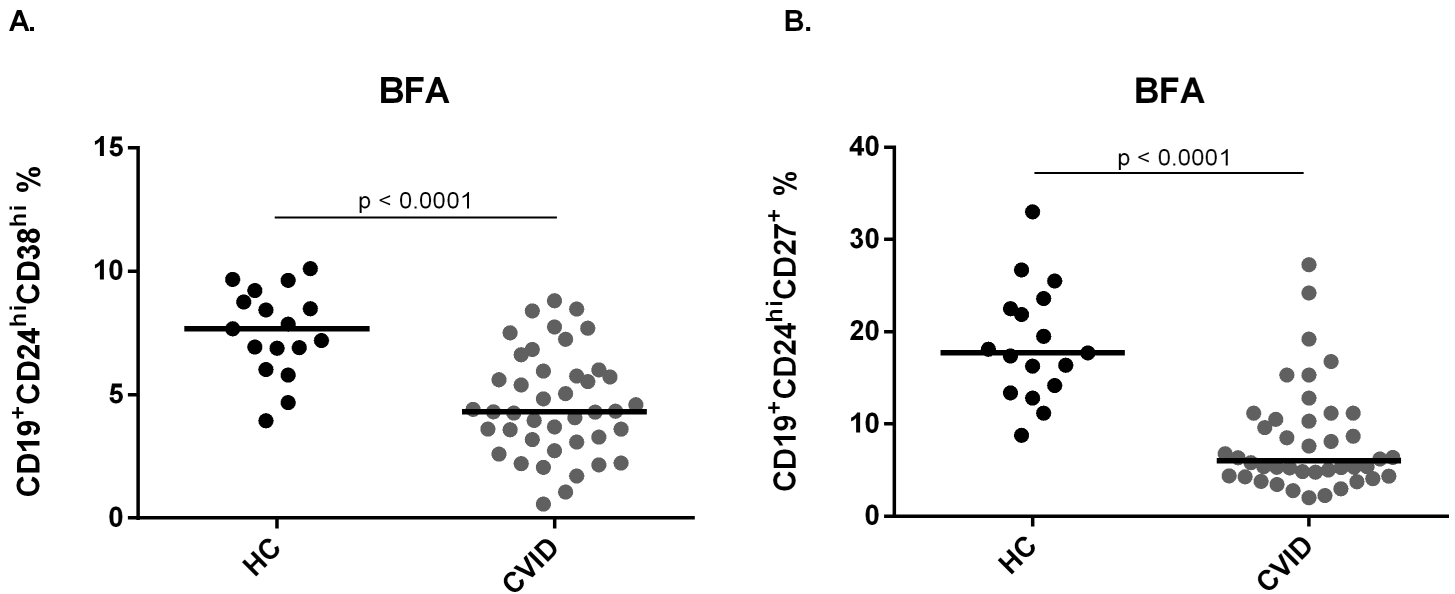 A.
BFA
CD19⁺CD24ʰⁱCD38ʰⁱ %
15
10
5
0
p < 0.0001
HC
CVID
B.
BFA
CD19⁺CD24ʰⁱCD27⁺ %
40
30
20
10
0
p < 0.0001
HC
CVID